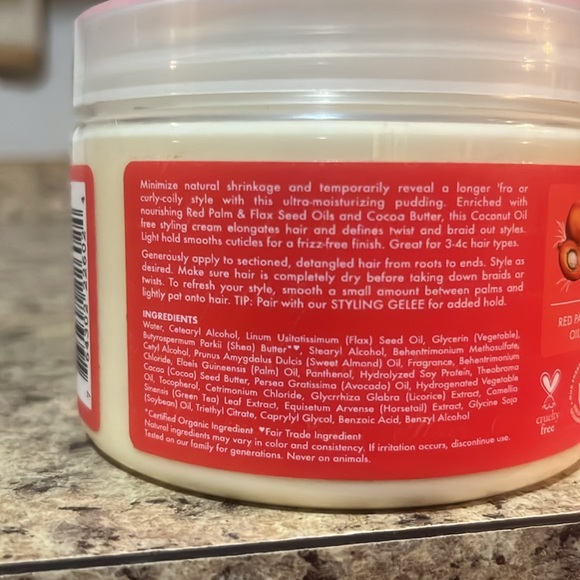 Minimize natural shrinkage and temporarily reveal a longer 'fro or
curly-coily style with this ultra-moisturizing pudding. Enriched with
nourishing Red Palm & Flax Seed Oils and Cocoa Butter, this Coconut Oil
free styling cream elongates hair and defines twist and braid out styles.
Light hold smooths cuticles for a frizz-free finish. Great for 3-4c hair types.
Generously apply to sectioned, detangled hair from roots to ends. Style as
desired. Make sure hair is completely dry before taking down braids or
twists. To refresh your style, smooth a small amount between palms and
lightly pat onto hair. TIP: Pair with our STYLING GELEE for added hold.
INGREDIENTS
Water, Cetearyl Alcohol, Linum Usitatissimum (Flax) Seed Oil, Glycerin (Vegetable),
Butyrospermum Parkii (Shea) Butter*♥, Stearyl Alcohol, Behentrimonium Methosulfate,
Cetyl Alcohol, Prunus Amygdalus Dulcis (Sweet Almond) Oil, Fragrance, Behentrimonium
Chloride, Elaeis Guineensis (Palm) Oil, Panthenol, Hydrolyzed Soy Protein, Theobroma
Cacao (Cocoa) Seed Butter, Persea Gratissima (Avocado) Oil, Hydrogenated Vegetable
Oil, Tocopherol, Cetrimonium Chloride, Glycyrrhiza Glabra (Licorice) Extract, Camellia
Sinensis (Green Tea) Leaf Extract, Equisetum Arvense (Horsetail) Extract, Glycine Soja
(Soybean) Oil, Triethyl Citrate, Caprylyl Glycol, Benzoic Acid, Benzyl Alcohol
*Certified Organic Ingredient ♥Fair Trade Ingredient
Natural ingredients may vary in color and consistency. If irritation occurs, discontinue use.
Tested on our family for generations. Never on animals.
RED PA
OI
cruelty
free